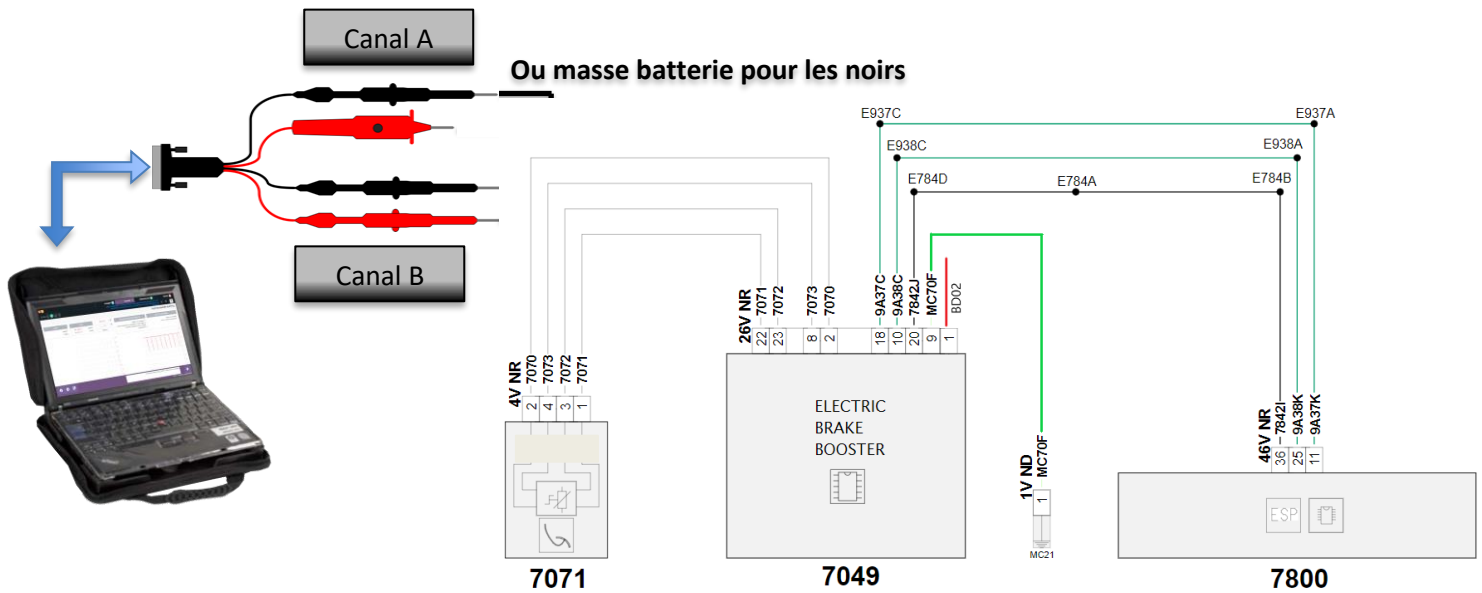 Canal A
Ou masse batterie pour les noirs
Canal B
E937C
E937A
E938C
E938A
E784D
E784A
E784B
26V NR
7071
7072
7073
7070
9A37C
9A38C
7842J
MC70F
BD02
22
23
8
2
18
10
20
9
1
4V NR
7070
7073
7072
7071
2
4
3
1
ELECTRIC
BRAKE
BOOSTER
1V ND
MC70F
1
MC21
46V NR
7842I
9A38K
9A37K
36
25
11
ESP
7071
7049
7800